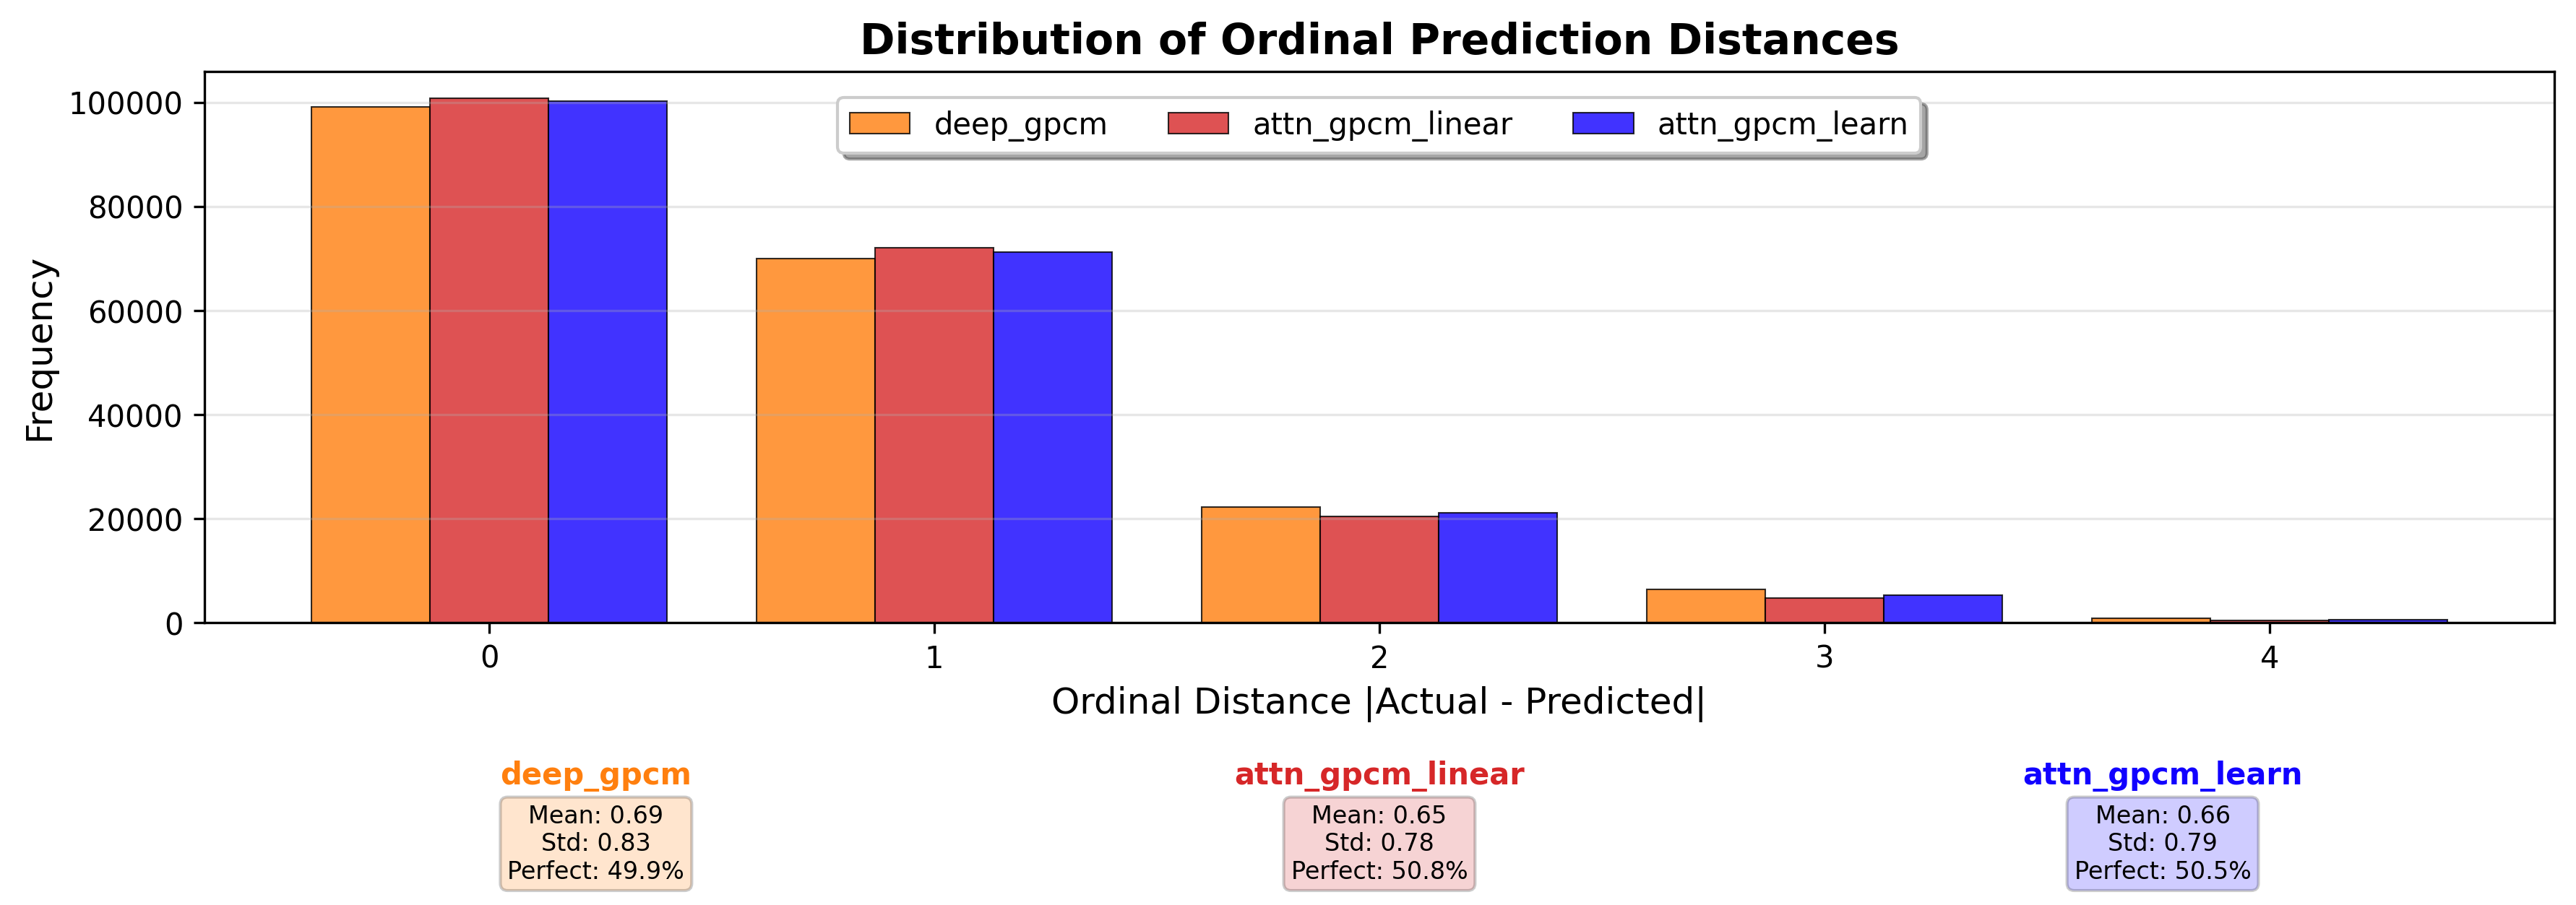 Distribution of Ordinal Prediction Distances
deep_gpcm attn_gpcm_linear attn_gpcm_learn
Frequency
100000
80000
60000
40000
20000
0
0 1 2 3 4
Ordinal Distance |Actual - Predicted|
deep_gpcm
Mean: 0.69
Std: 0.83
Perfect: 49.9%
attn_gpcm_linear
Mean: 0.65
Std: 0.78
Perfect: 50.8%
attn_gpcm_learn
Mean: 0.66
Std: 0.79
Perfect: 50.5%